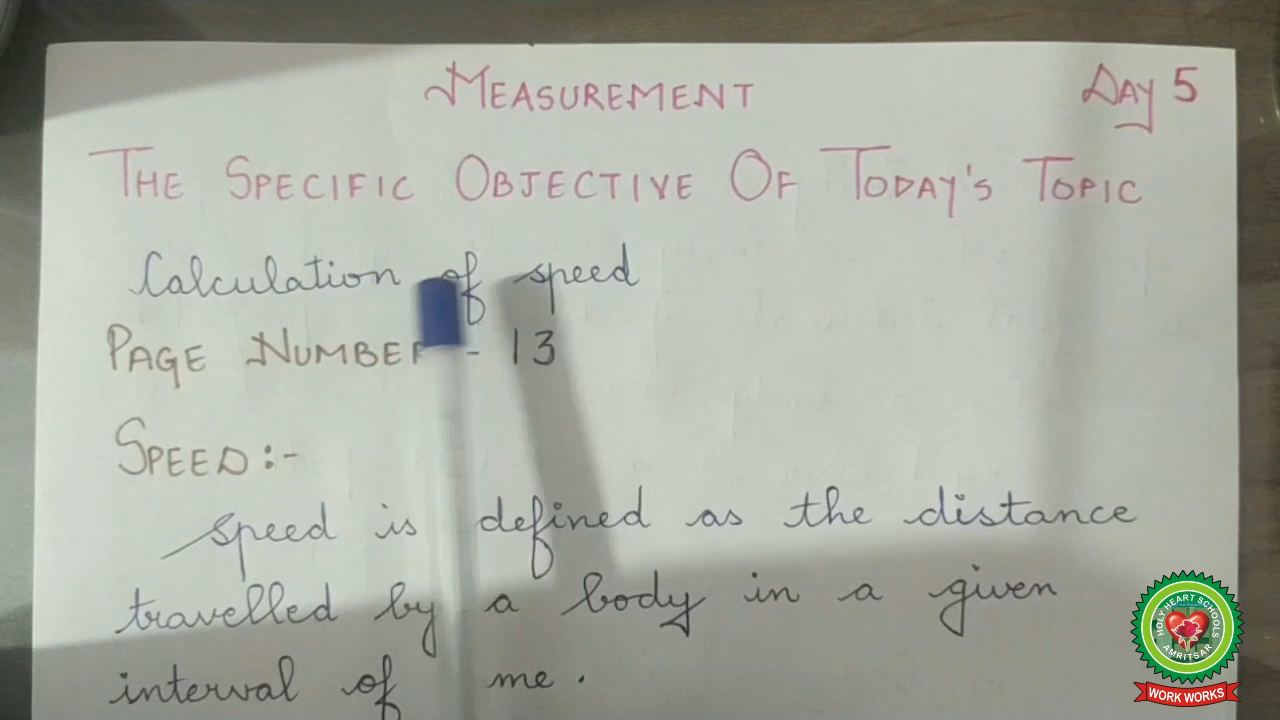 MEASUREMENT DAY 5
THE SPECIFIC OBJECTIVE OF TODAY'S TOPIC
Calculation of speed
PAGE NUMBER - 13
SPEED :-
speed is defined as the distance
travelled by a body in a given
interval of me.
HOLY HEART SCHOOLS
AMRITSAR
WORK WORKS